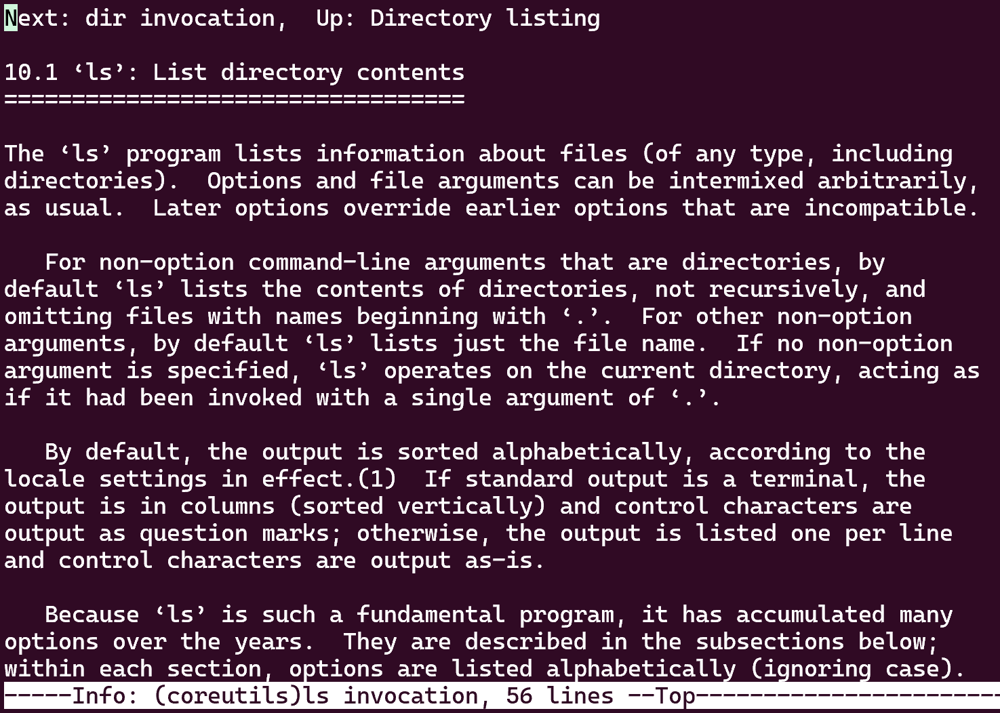 Next: dir invocation,  Up: Directory listing
10.1 ‘ls’: List directory contents
==================================
The ‘ls’ program lists information about files (of any type, including
directories).  Options and file arguments can be intermixed arbitrarily,
as usual.  Later options override earlier options that are incompatible.
   For non-option command-line arguments that are directories, by
default ‘ls’ lists the contents of directories, not recursively, and
omitting files with names beginning with ‘.’.  For other non-option
arguments, by default ‘ls’ lists just the file name.  If no non-option
argument is specified, ‘ls’ operates on the current directory, acting as
if it had been invoked with a single argument of ‘.’.
   By default, the output is sorted alphabetically, according to the
locale settings in effect.(1)  If standard output is a terminal, the
output is in columns (sorted vertically) and control characters are
output as question marks; otherwise, the output is listed one per line
and control characters are output as-is.
   Because ‘ls’ is such a fundamental program, it has accumulated many
options over the years.  They are described in the subsections below;
within each section, options are listed alphabetically (ignoring case).
-----Info: (coreutils)ls invocation, 56 lines --Top-----------------------